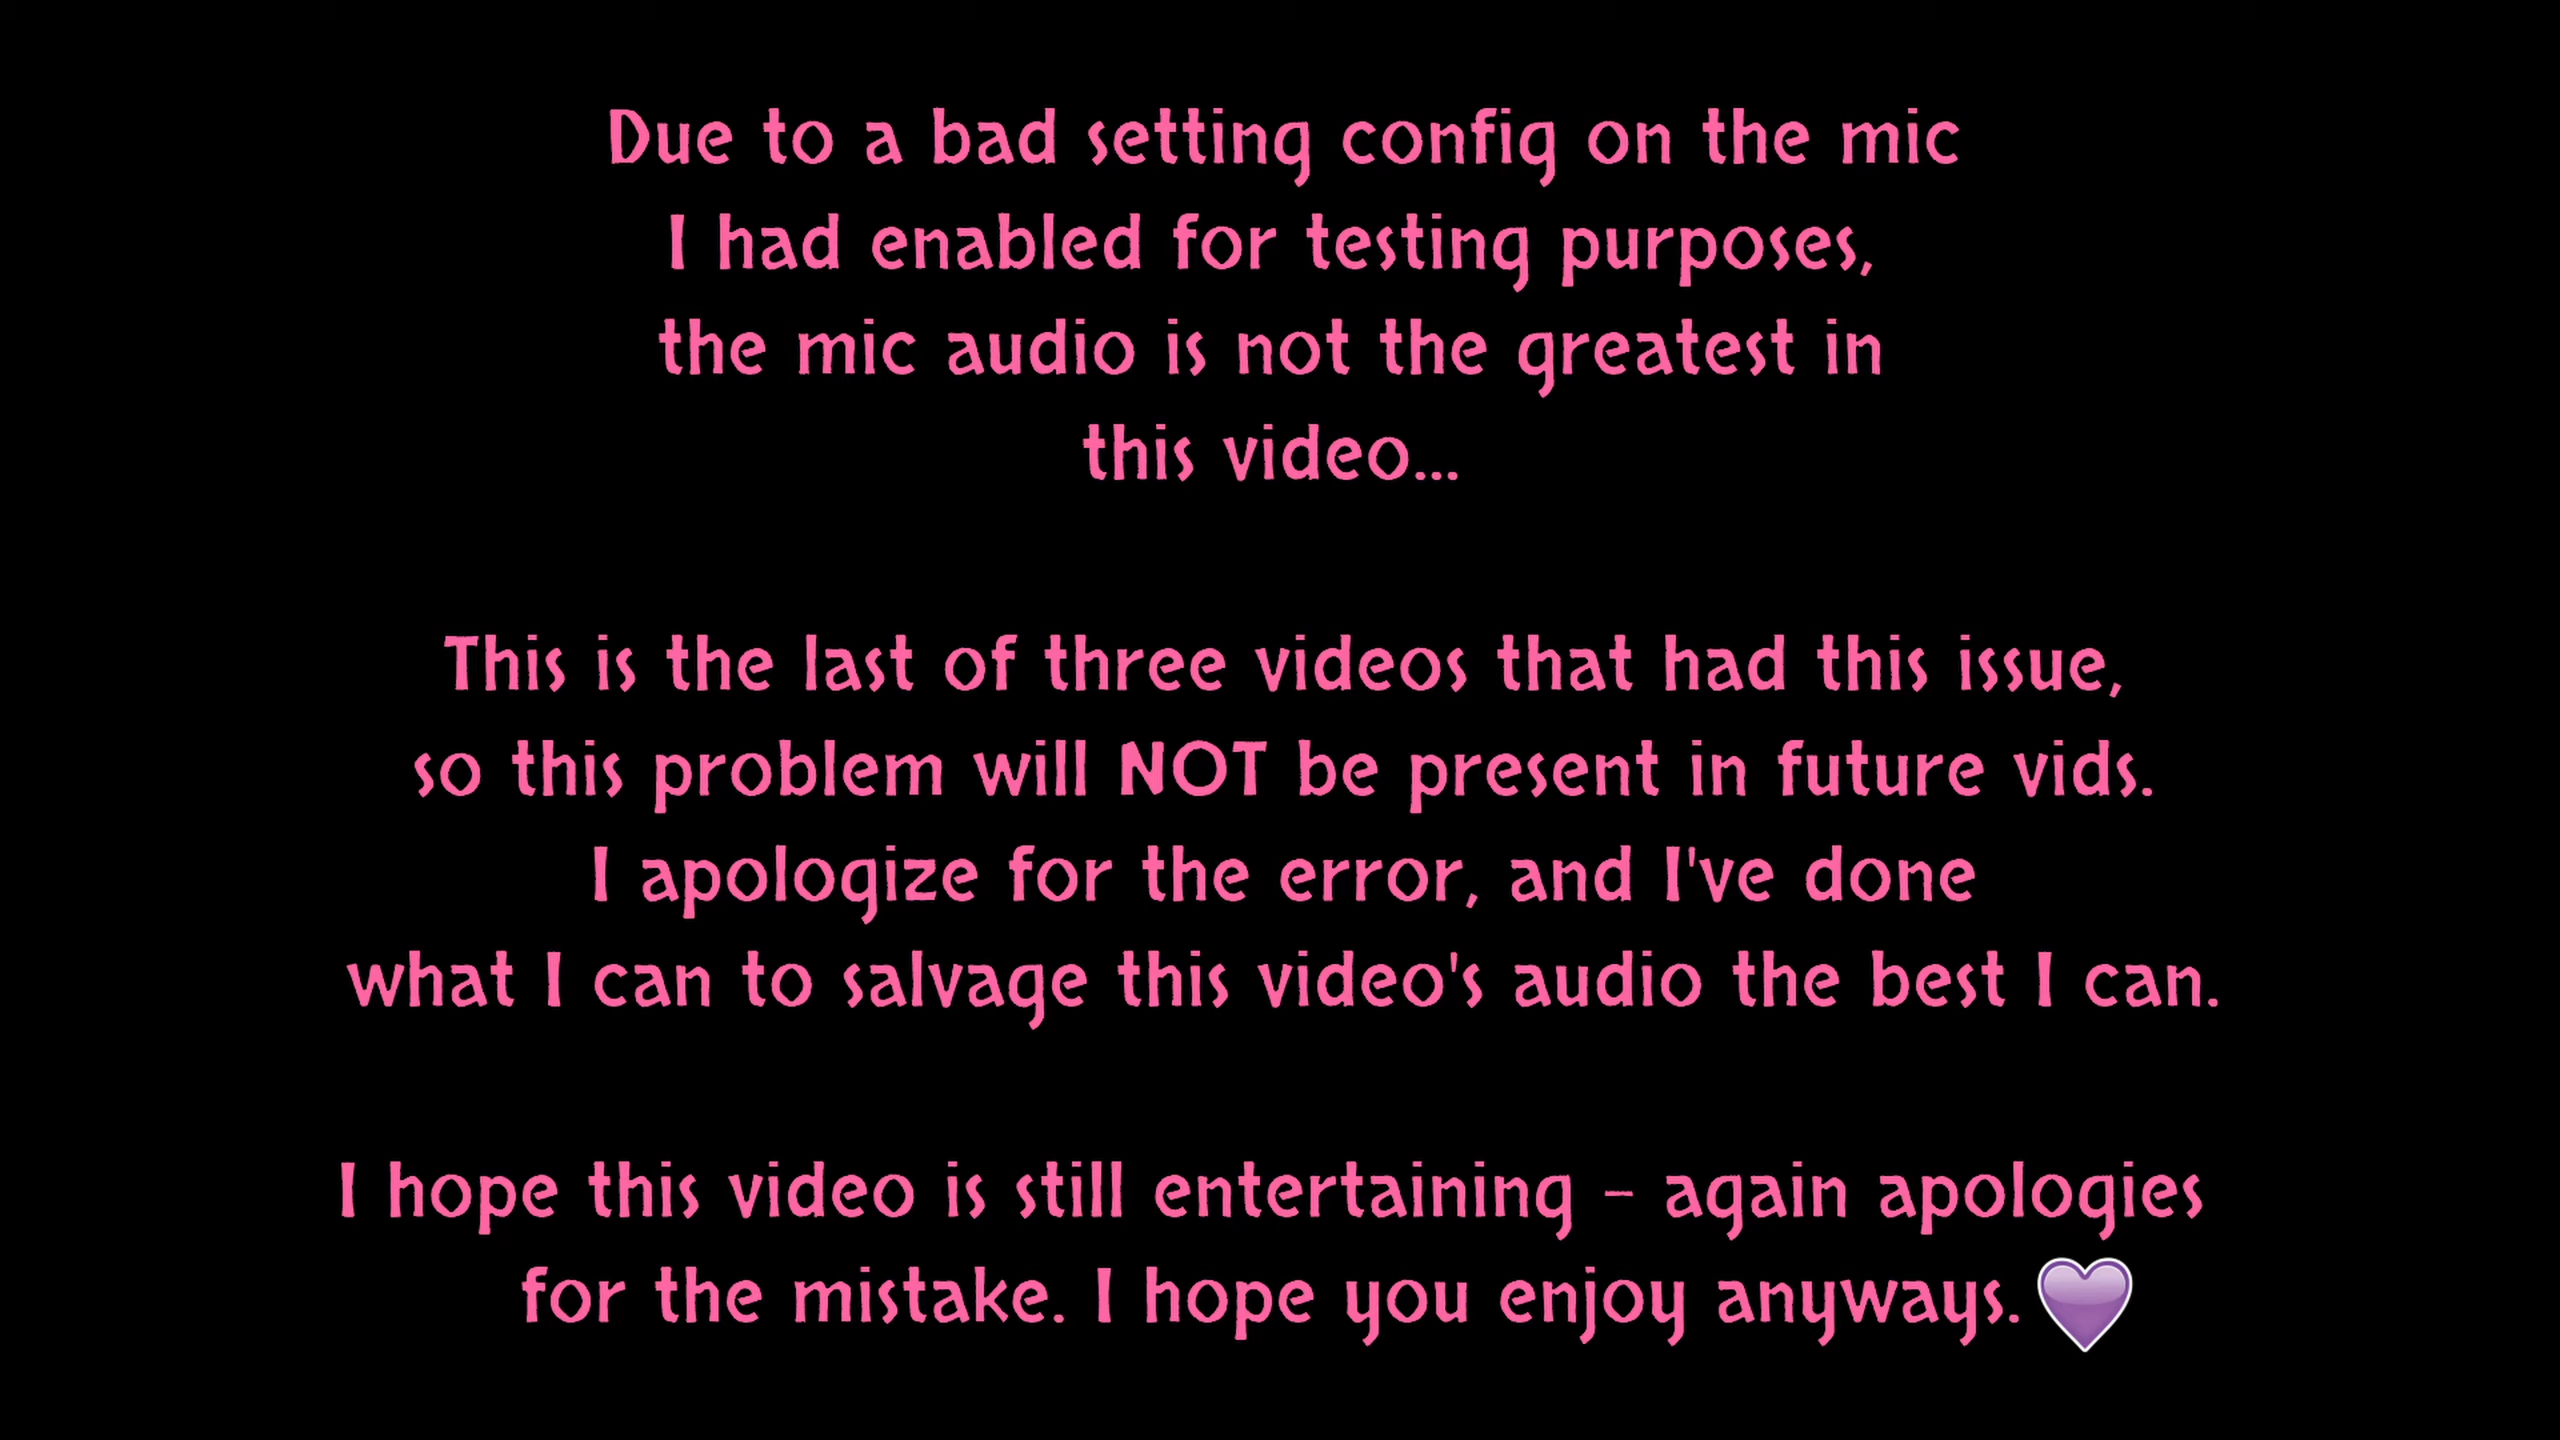 Due to a bad setting config on the mic
I had enabled for testing purposes,
the mic audio is not the greatest in
this video...
This is the last of three videos that had this issue,
so this problem will NOT be present in future vids.
I apologize for the error, and I've done
what I can to salvage this video's audio the best I can.
I hope this video is still entertaining - again apologies
for the mistake. I hope you enjoy anyways.💜